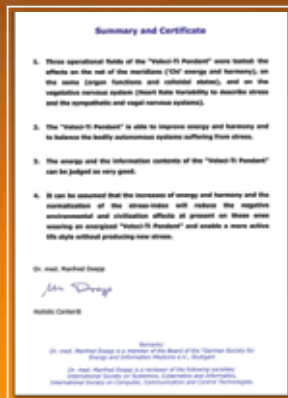 Summary and Certificate
1. Three operational fields of the "Veloci-Ti Pendant" were tested: the
effects on the net of the meridians ("Chi" energy and harmony), on
the soma (organ functions and colloidal states), and on the
vegetative nervous system (Heart Rate Variability to describe stress
and the sympathetic and vagal nervous systems).
2. The "Veloci-Ti Pendant" is able to improve energy and harmony and
to balance the bodily autonomous systems suffering from stress.
3. The energy and the information contents of the "Veloci-Ti Pendant"
can be judged as very good.
4. It can be assumed that the increases of energy and harmony and the
normalization of the stress-index will reduce the negative
environmental and civilization effects at present on those ones
wearing an energized "Veloci-Ti Pendant" and enable a more active
life style without producing new stress.
Dr. med. Manfred Doepp
Holistic Center®
Remarks:
Dr. med. Manfred Doepp is a member of the Board of the "German Society for
Energy and Information Medicine e.V., Stuttgart
Dr. med. Manfred Doepp is a reviewer of the following societies:
International Society on Systemics, Cybernetics and Informatics,
International Society on Computer, Communication and Control Technologies.